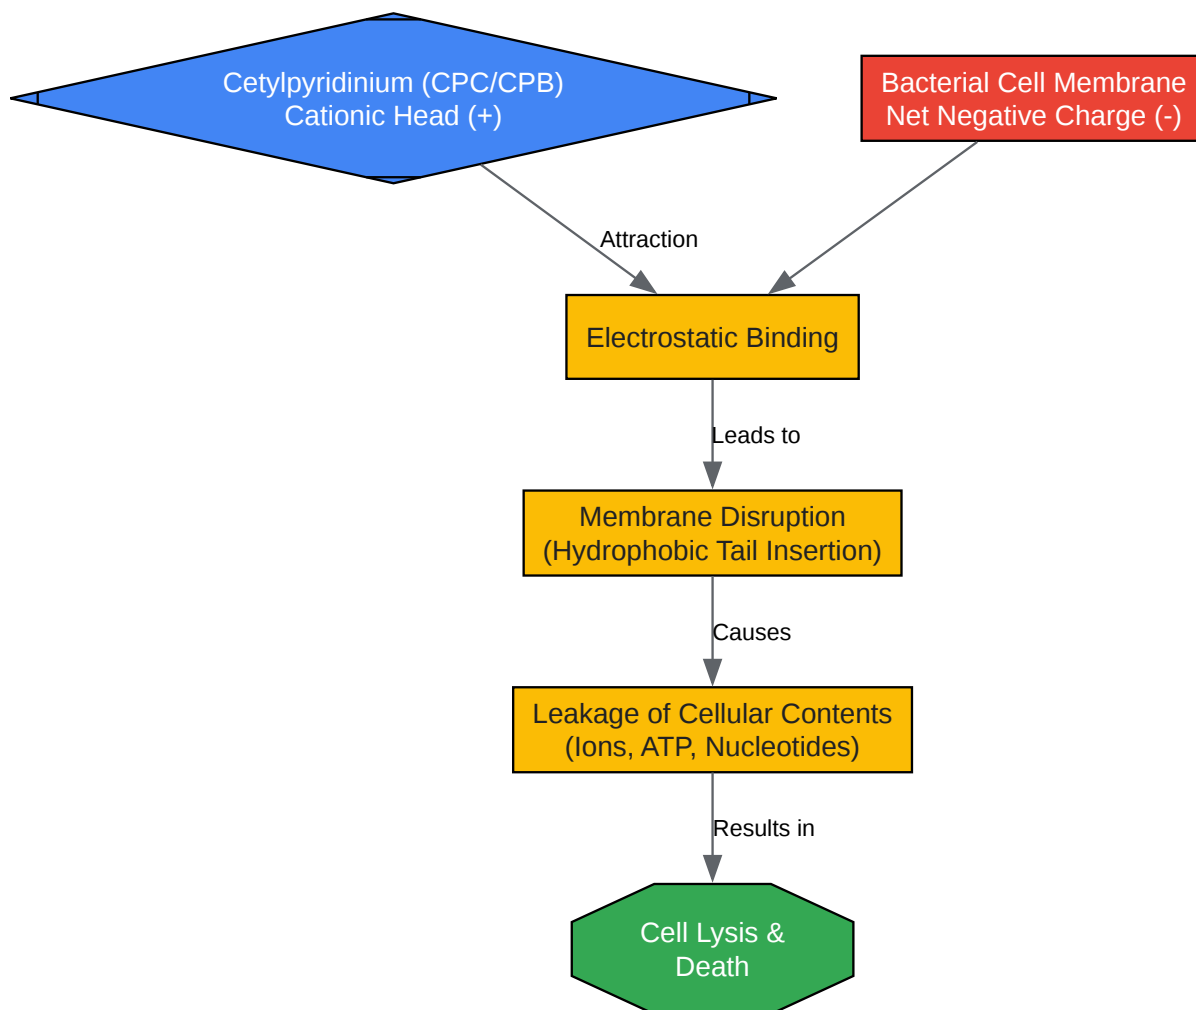 Cetylpyridinium (CPC/CPB)
Cationic Head (+)
Bacterial Cell Membrane
Net Negative Charge (-)
Attraction
Electrostatic Binding
Leads to
Membrane Disruption
(Hydrophobic Tail Insertion)
Causes
Leakage of Cellular Contents
(Ions, ATP, Nucleotides)
Results in
Cell Lysis &
Death